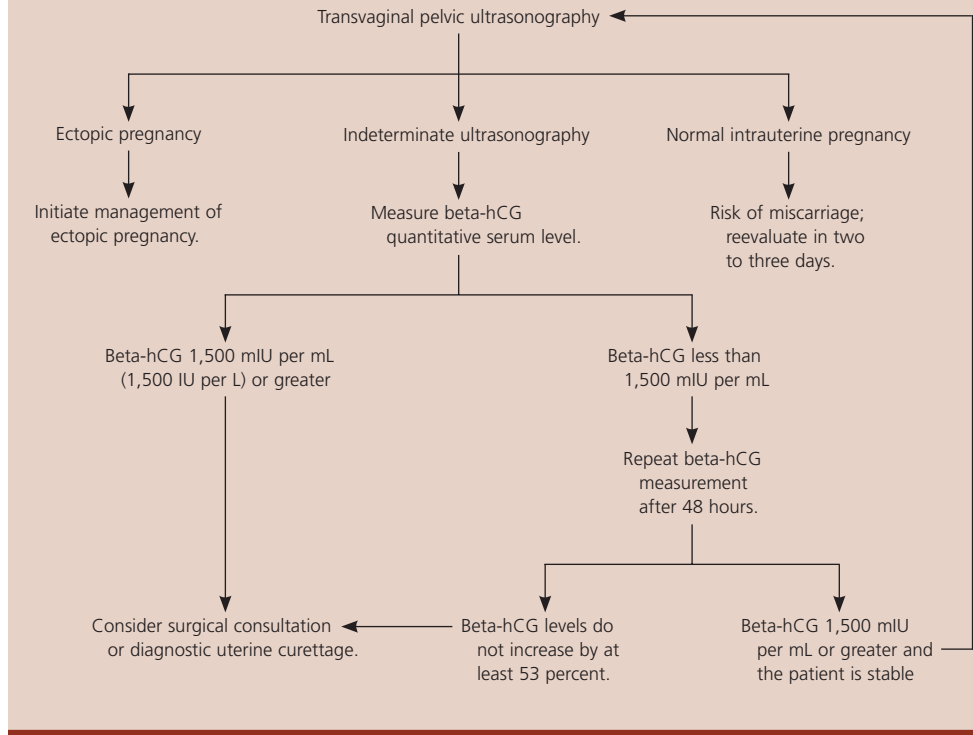 Transvaginal pelvic ultrasonography
Ectopic pregnancy
Indeterminate ultrasonography
Normal intrauterine pregnancy
Initiate management of
ectopic pregnancy.
Measure beta-hCG
quantitative serum level.
Risk of miscarriage;
reevaluate in two
to three days.
Beta-hCG 1,500 mIU per mL
(1,500 IU per L) or greater
Beta-hCG less than
1,500 mIU per mL
Repeat beta-hCG
measurement
after 48 hours.
Consider surgical consultation
or diagnostic uterine curettage.
Beta-hCG levels do
not increase by at
least 53 percent.
Beta-hCG 1,500 mIU
per mL or greater and
the patient is stable